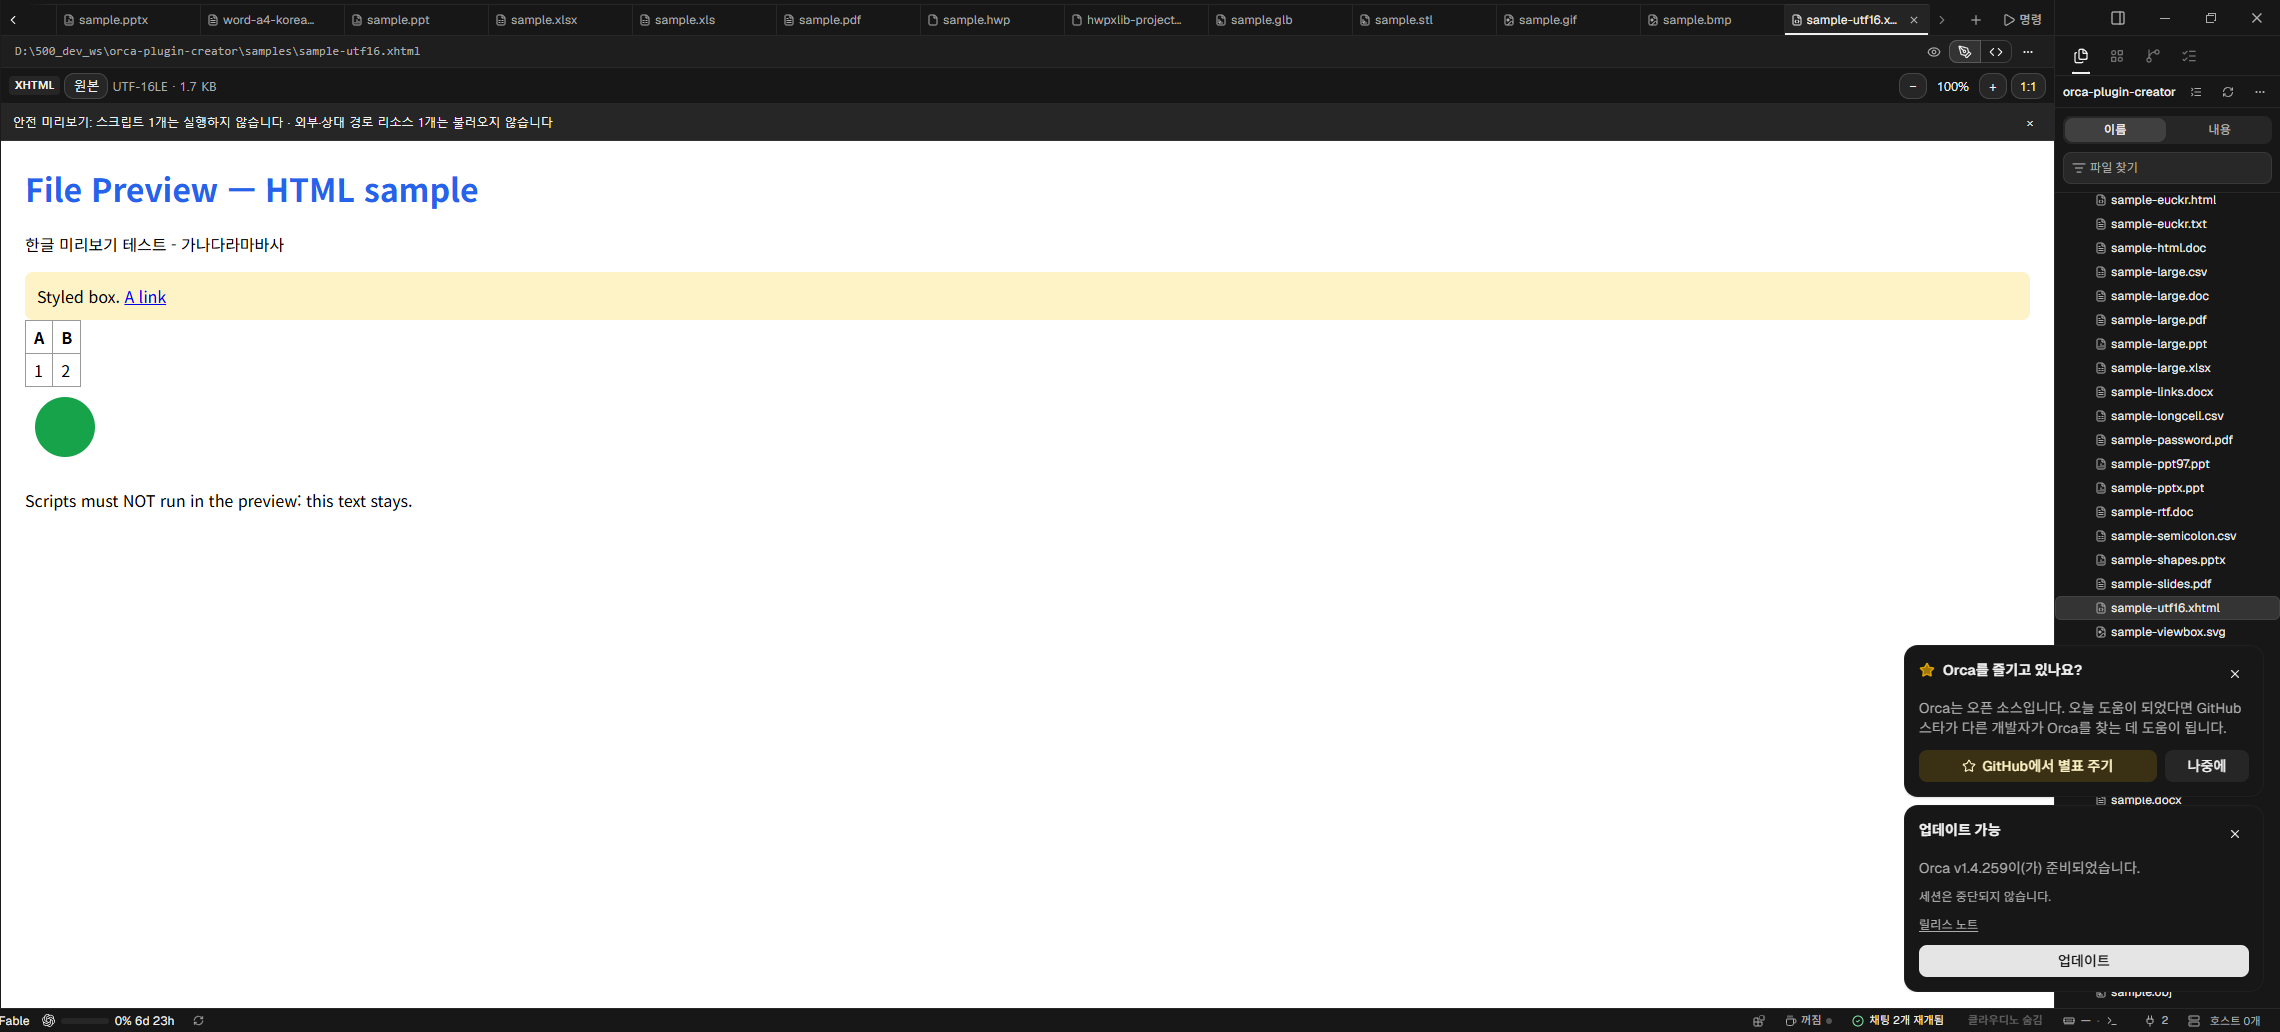 sample.pptx
word-a4-korea...
sample.ppt
sample.xlsx
sample.xls
sample.pdf
sample.hwp
hwpxlib-project...
sample.glb
sample.stl
sample.gif
sample.bmp
sample-utf16.x...
명령
D:\500_dev_ws\orca-plugin-creator\samples\sample-utf16.xhtml
XHTML 원본 UTF-16LE · 1.7 KB
− 100% + 1:1
안전 미리보기: 스크립트 1개는 실행하지 않습니다 · 외부·상대 경로 리소스 1개는 불러오지 않습니다
File Preview — HTML sample
한글 미리보기 테스트 - 가나다라마바사
Styled box. A link
A B
1 2
Scripts must NOT run in the preview: this text stays.
orca-plugin-creator
이름 내용
파일 찾기
sample-euckr.html
sample-euckr.txt
sample-html.doc
sample-large.csv
sample-large.doc
sample-large.pdf
sample-large.ppt
sample-large.xlsx
sample-links.docx
sample-longcell.csv
sample-password.pdf
sample-ppt97.ppt
sample-pptx.ppt
sample-rtf.doc
sample-semicolon.csv
sample-shapes.pptx
sample-slides.pdf
sample-utf16.xhtml
sample-viewbox.svg
Orca를 즐기고 있나요?
Orca는 오픈 소스입니다. 오늘 도움이 되었다면 GitHub
스타가 다른 개발자가 Orca를 찾는 데 도움이 됩니다.
GitHub에서 별표 주기 나중에
sample.docx
업데이트 가능
Orca v1.4.259이(가) 준비되었습니다.
세션은 중단되지 않습니다.
릴리스 노트
업데이트
sample.obj
Fable 0% 6d 23h
꺼짐 채팅 2개 재개됨 클라우디노 숨김 2 호스트 0개